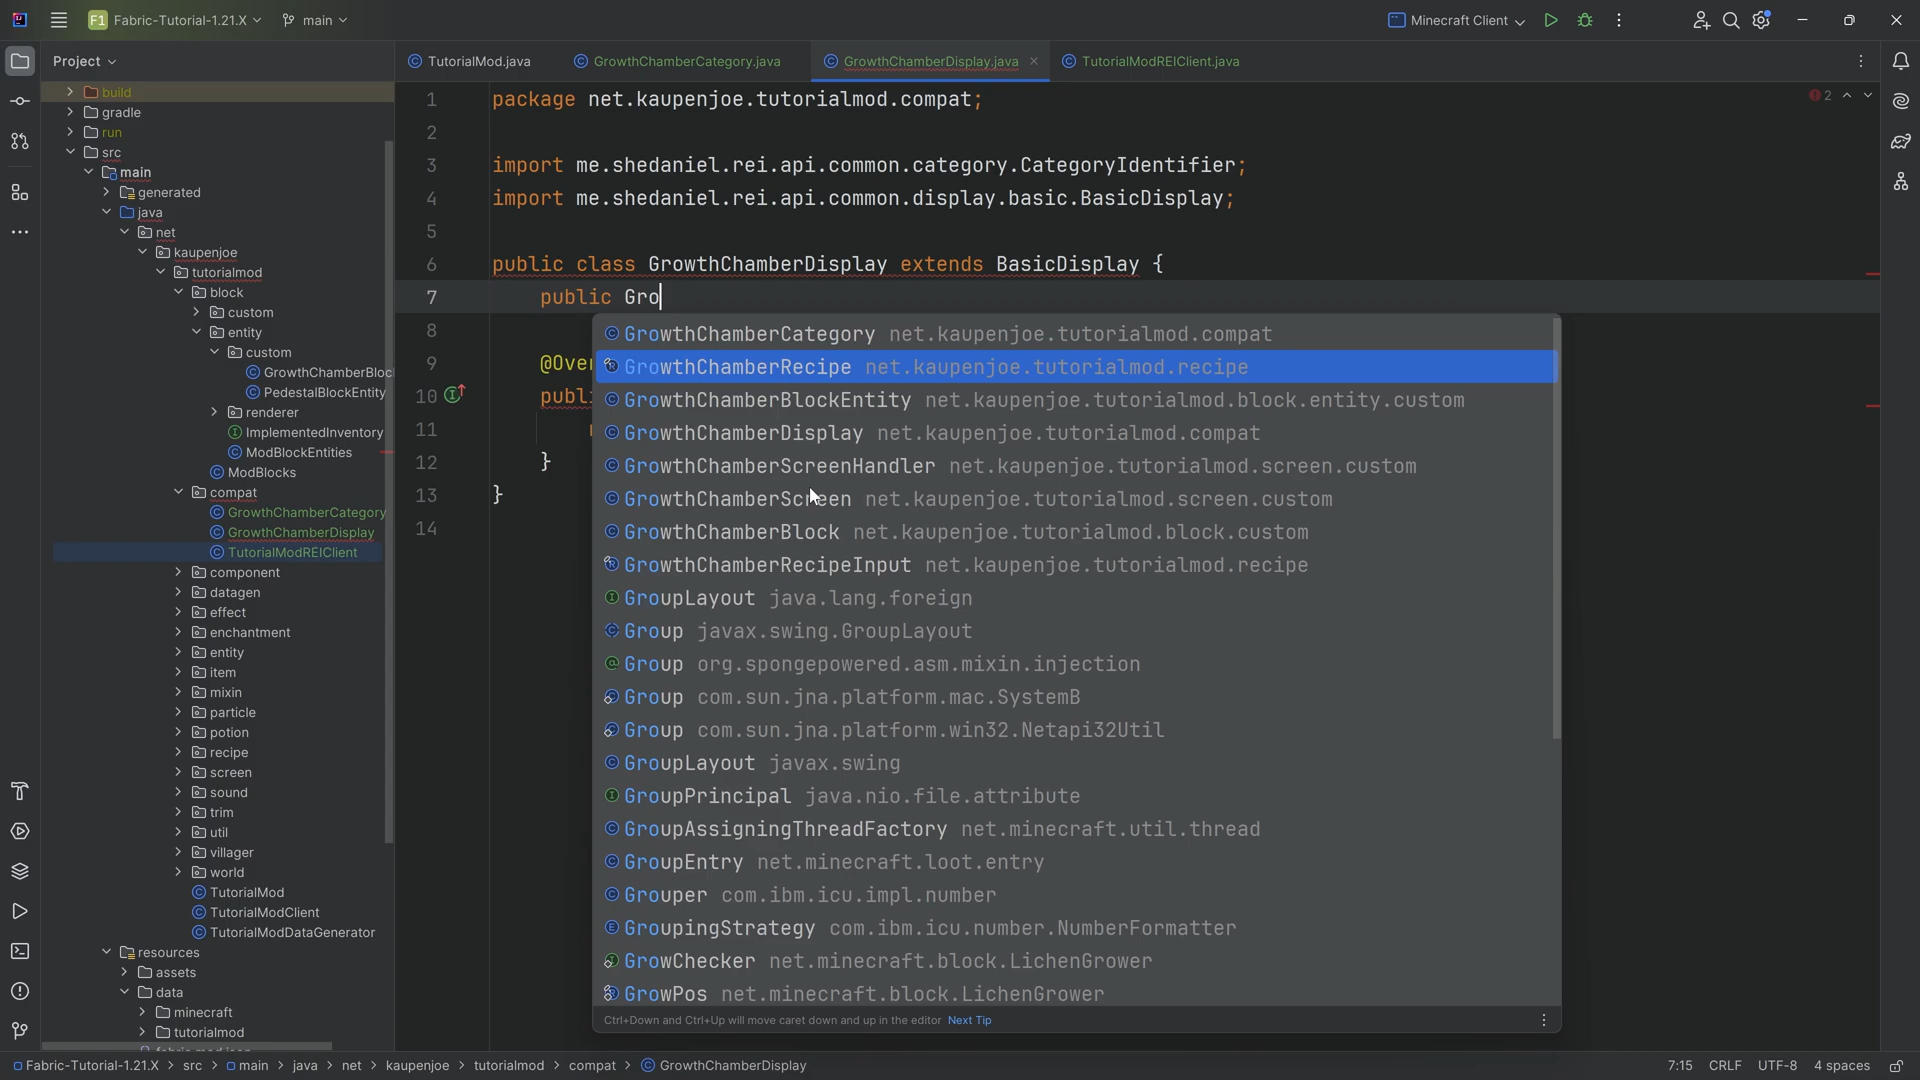 F1 Fabric-Tutorial-1.21.X main Minecraft Client
Project
TutorialMod.java GrowthChamberCategory.java GrowthChamberDisplay.java TutorialModREIClient.java
build
gradle
run
src
main
generated
java
net
kaupenjoe
tutorialmod
block
custom
entity
custom
GrowthChamberBloc
PedestalBlockEntity
renderer
ImplementedInventory
ModBlockEntities
ModBlocks
compat
GrowthChamberCategory
GrowthChamberDisplay
TutorialModREIClient
component
datagen
effect
enchantment
entity
item
mixin
particle
potion
recipe
screen
sound
trim
util
villager
world
TutorialMod
TutorialModClient
TutorialModDataGenerator
resources
assets
data
minecraft
tutorialmod
2
1 package net.kaupenjoe.tutorialmod.compat;
2
3 import me.shedaniel.rei.api.common.category.CategoryIdentifier;
4 import me.shedaniel.rei.api.common.display.basic.BasicDisplay;
5
6 public class GrowthChamberDisplay extends BasicDisplay {
7 public Gro
8
9 @Over
10 publi
11
12 }
13 }
14
GrowthChamberCategory net.kaupenjoe.tutorialmod.compat
GrowthChamberRecipe net.kaupenjoe.tutorialmod.recipe
GrowthChamberBlockEntity net.kaupenjoe.tutorialmod.block.entity.custom
GrowthChamberDisplay net.kaupenjoe.tutorialmod.compat
GrowthChamberScreenHandler net.kaupenjoe.tutorialmod.screen.custom
GrowthChamberScreen net.kaupenjoe.tutorialmod.screen.custom
GrowthChamberBlock net.kaupenjoe.tutorialmod.block.custom
GrowthChamberRecipeInput net.kaupenjoe.tutorialmod.recipe
GroupLayout java.lang.foreign
Group javax.swing.GroupLayout
Group org.spongepowered.asm.mixin.injection
Group com.sun.jna.platform.mac.SystemB
Group com.sun.jna.platform.win32.Netapi32Util
GroupLayout javax.swing
GroupPrincipal java.nio.file.attribute
GroupAssigningThreadFactory net.minecraft.util.thread
GroupEntry net.minecraft.loot.entry
Grouper com.ibm.icu.impl.number
GroupingStrategy com.ibm.icu.number.NumberFormatter
GrowChecker net.minecraft.block.LichenGrower
GrowPos net.minecraft.block.LichenGrower
Ctrl+Down and Ctrl+Up will move caret down and up in the editor Next Tip
Fabric-Tutorial-1.21.X > src > main > java > net > kaupenjoe > tutorialmod > compat > GrowthChamberDisplay 7:15 CRLF UTF-8 4 spaces